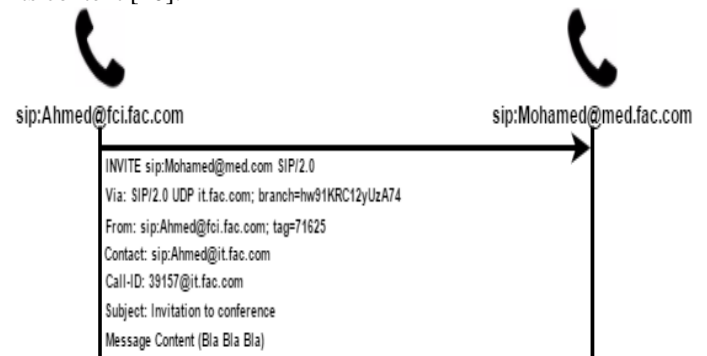 sip:Ahmed@fci.fac.com
sip:Mohamed@med.fac.com
INVITE sip:Mohamed@med.com SIP/2.0
Via: SIP/2.0 UDP it.fac.com; branch=hw91KRC12yUzA74
From: sip:Ahmed@fci.fac.com; tag=71625
Contact: sip:Ahmed@it.fac.com
Call-ID: 39157@it.fac.com
Subject: Invitation to conference
Message Content (Bla Bla Bla)